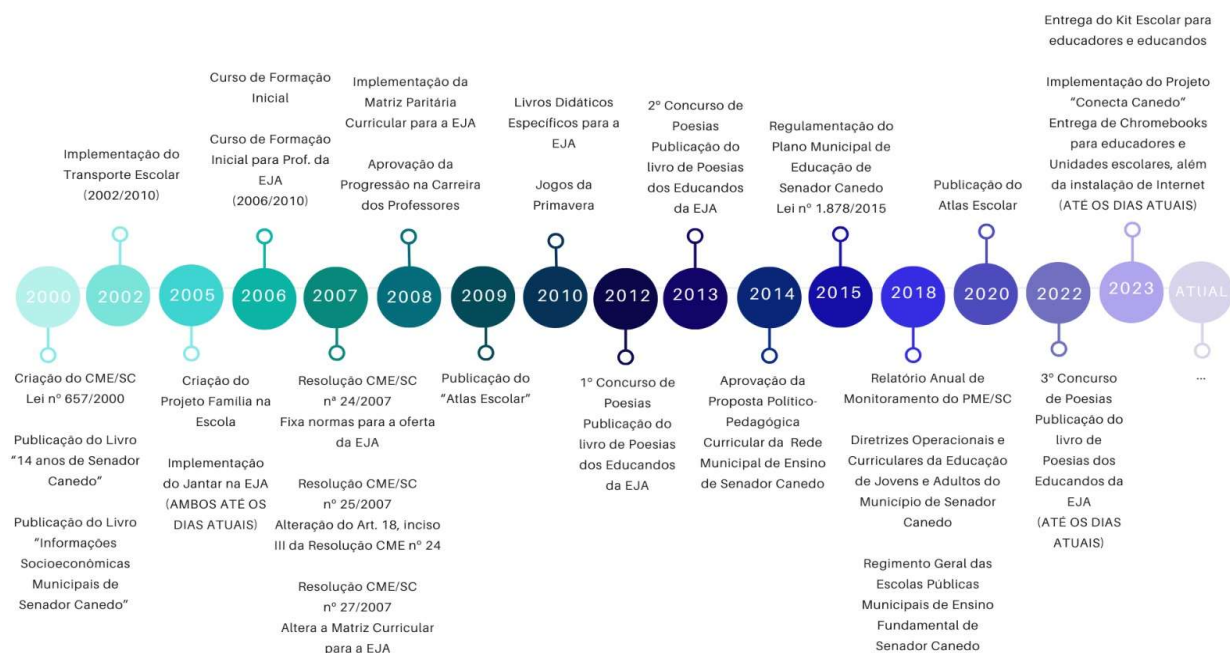 Implementação do
Transporte Escolar
(2002/2010)
Curso de Formação
Inicial
Curso de Formação
Inicial para Prof. da
EJA
(2006/2010)
Implementação da
Matriz Paritária
Curricular para a EJA
Aprovação da
Progressão na Carreira
dos Professores
Livros Didáticos
Específicos para a
EJA
Jogos da
Primavera
2º Concurso de
Poesias
Publicação do
livro de Poesias
dos Educandos
da EJA
Regulamentação do
Plano Municipal de
Educação de
Senador Canedo
Lei nº 1.878/2015
Publicação do
Atlas Escolar
Entrega do Kit Escolar para
educadores e educandos
Implementação do Projeto
“Conecta Canedo”
Entrega de Chromebooks
para educadores e
Unidades escolares, além
da instalação de Internet
(ATÉ OS DIAS ATUAIS)
2000
2002
2005
2006
2007
2008
2009
2010
2012
2013
2014
2015
2018
2020
2022
2023
ATUAL
Criação do CME/SC
Lei nº 657/2000
Publicação do Livro
“14 anos de Senador
Canedo”
Publicação do Livro
“Informações
Socioeconômicas
Municipais de
Senador Canedo”
Criação do
Projeto Família na
Escola
Implementação
do Jantar na EJA
(AMBOS ATÉ OS
DIAS ATUAIS)
Resolução CME/SC
nª 24/2007
Fixa normas para a oferta
da EJA
Resolução CME/SC
nº 25/2007
Alteração do Art. 18, inciso
III da Resolução CME nº 24
Resolução CME/SC
nº 27/2007
Altera a Matriz Curricular
para a EJA
Publicação do
“Atlas Escolar”
1º Concurso de
Poesias
Publicação do
livro de Poesias
dos Educandos
da EJA
Aprovação da
Proposta Político-
Pedagógica
Curricular da Rede
Municipal de Ensino
de Senador Canedo
Relatório Anual de
Monitoramento do PME/SC
Diretrizes Operacionais e
Curriculares da Educação
de Jovens e Adultos do
Município de Senador
Canedo
Regimento Geral das
Escolas Públicas
Municipais de Ensino
Fundamental de
Senador Canedo
3º Concurso
de Poesias
Publicação do
livro de
Poesias dos
Educandos da
EJA
(ATÉ OS DIAS
ATUAIS)
...